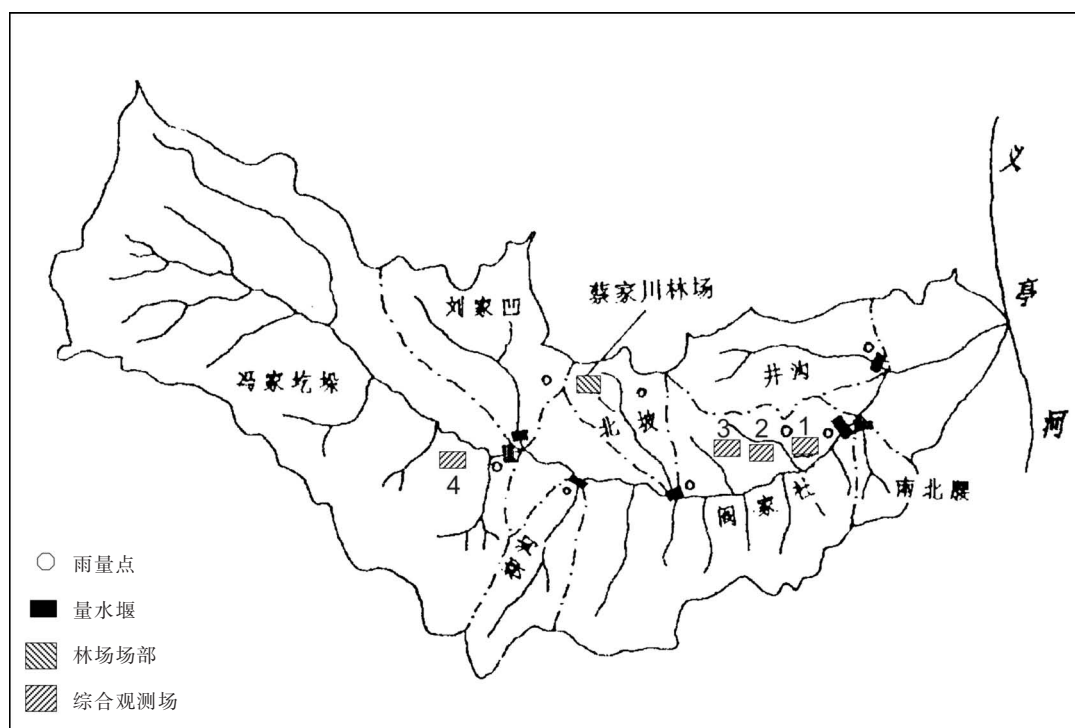 义
亭
河
蔡家川林场
刘家凹
冯家圪垛
井沟
北坡
3
2
1
4
阎家社
南北腰
柳沟
雨量点
量水堰
林场场部
综合观测场